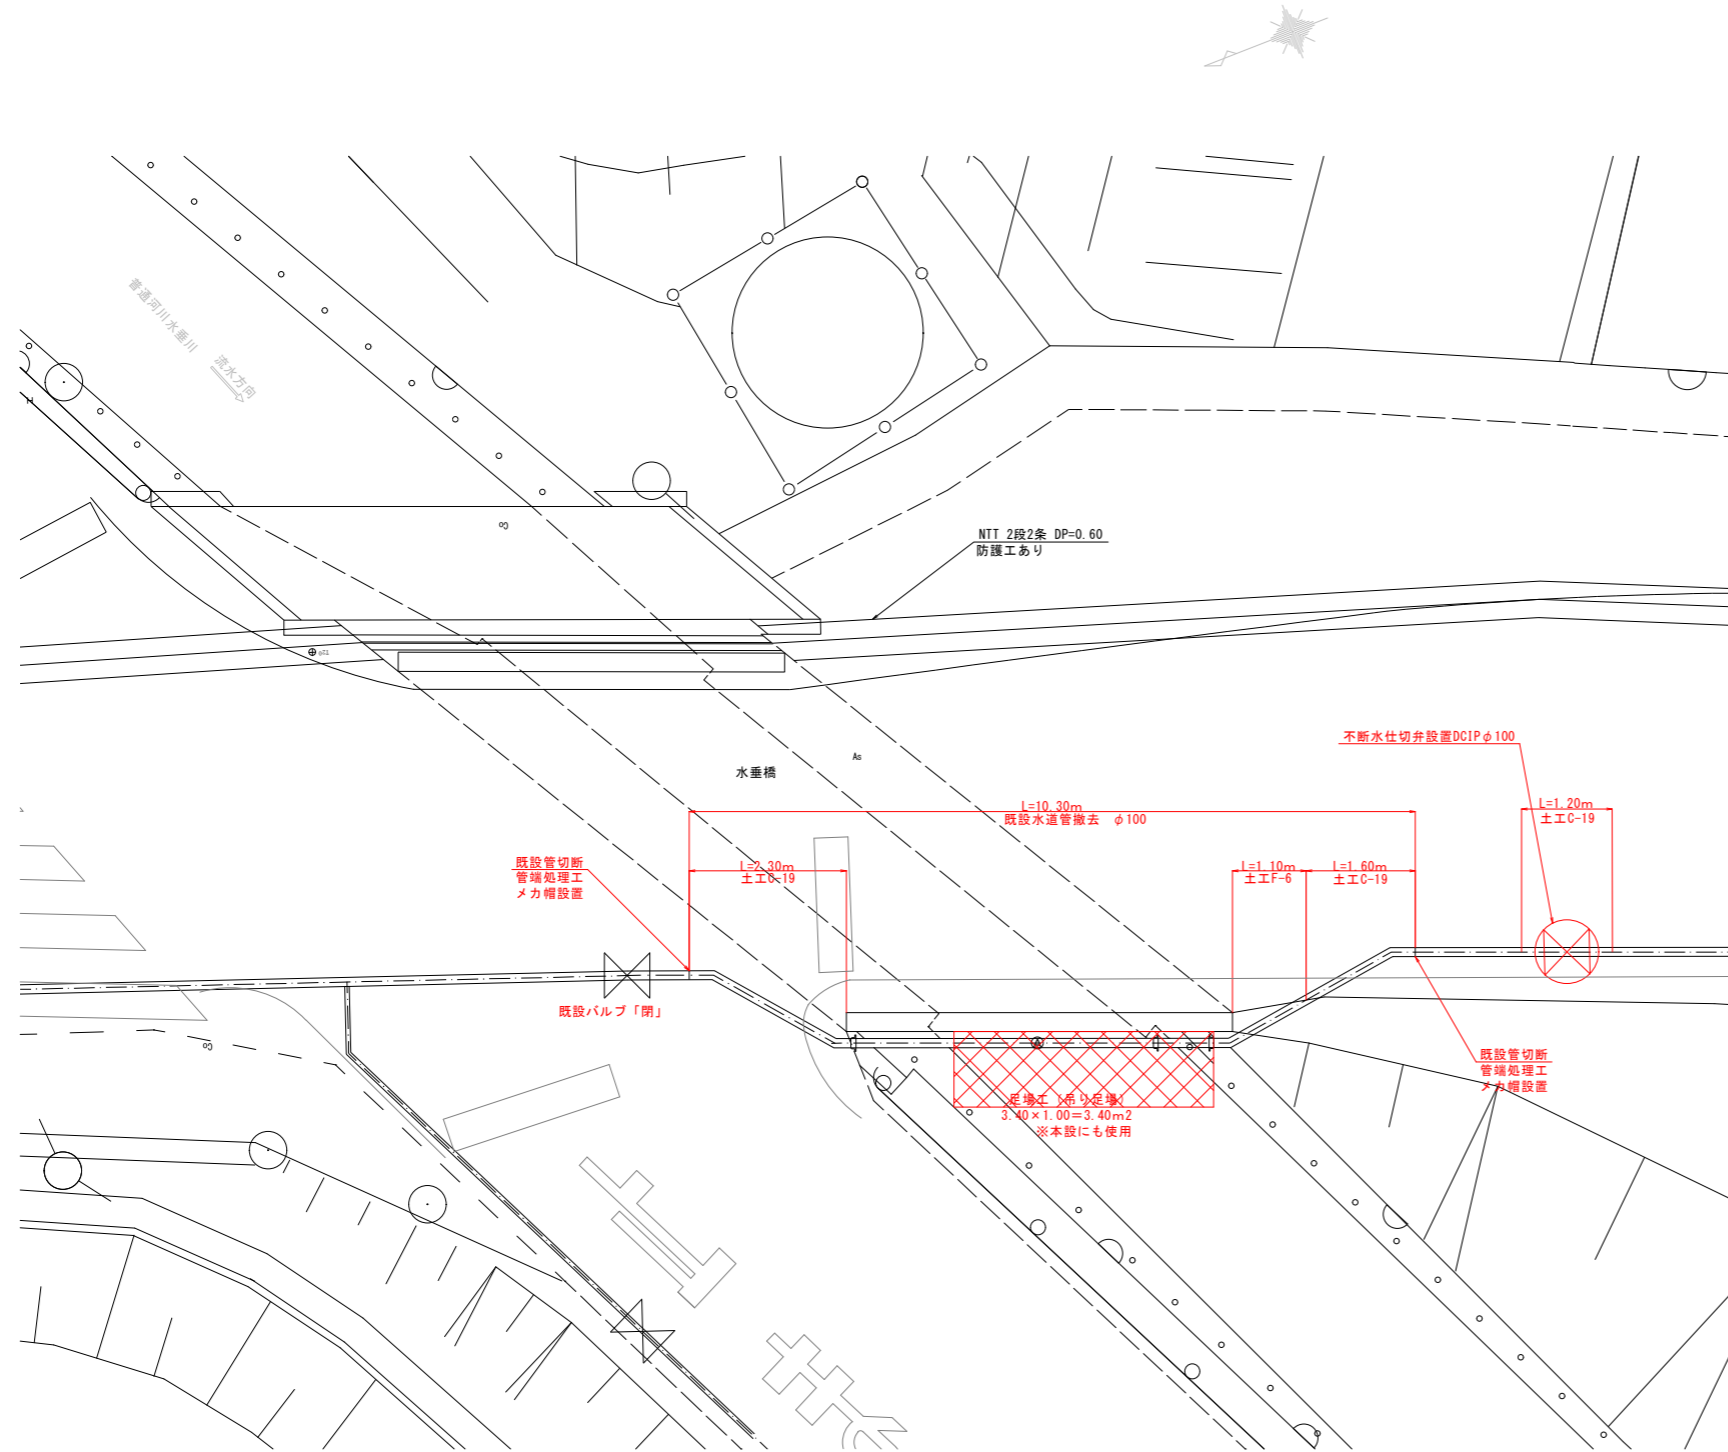 普通河川水垂川
流水方向
H
Co
NTT 2段2条 DP=0.60
防護工あり
水垂橋
As
不断水仕切弁設置DCIPφ100
L=10.30m
既設水道管撤去 φ100
L=1.20m
土工C-19
既設管切断
管端処理工
メカ帽設置
L=2.30m
土工C-19
L=1.10m
土工F-6
L=1.60m
土工C-19
既設バルブ「閉」
Co
A
既設管切断
管端処理工
メカ帽設置
足場工(吊り足場)
3.40×1.00=3.40m2
※本設にも使用